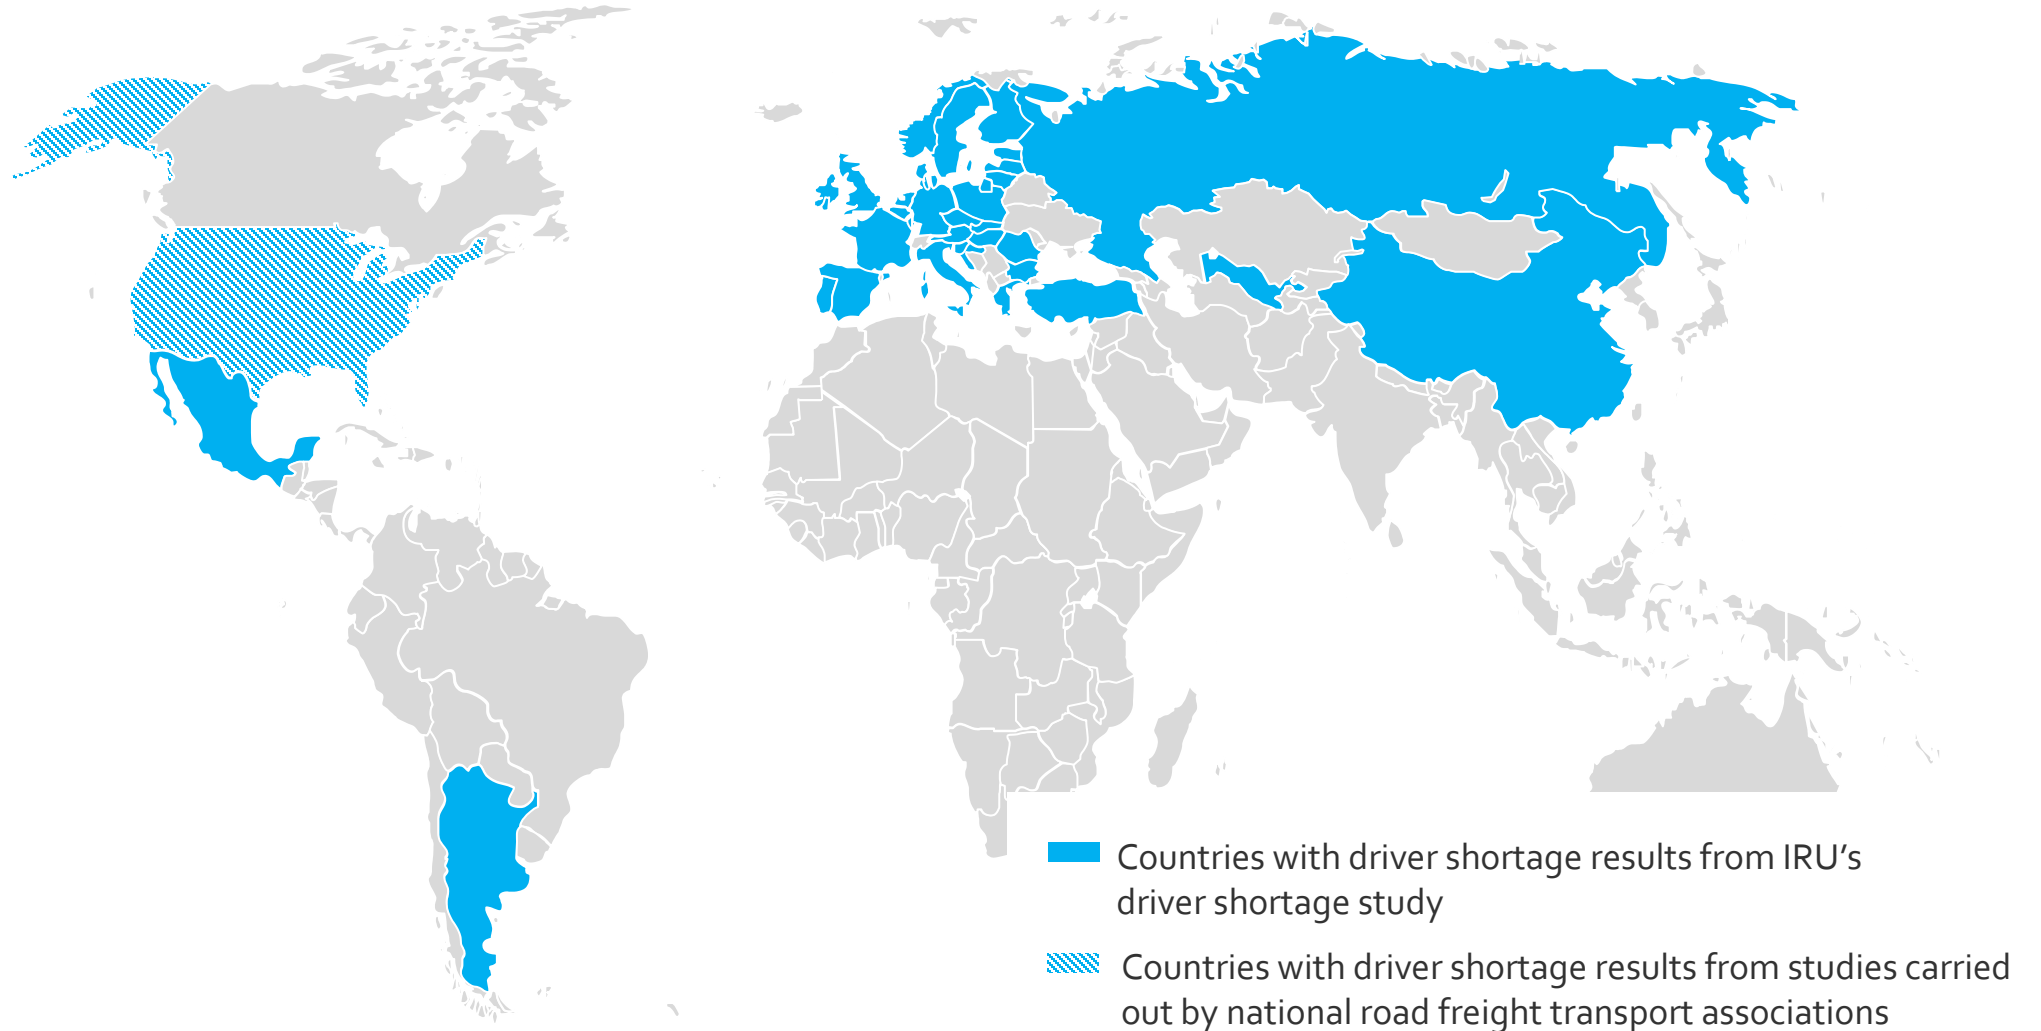 Countries with driver shortage results from IRU’s
driver shortage study
Countries with driver shortage results from studies carried
out by national road freight transport associations